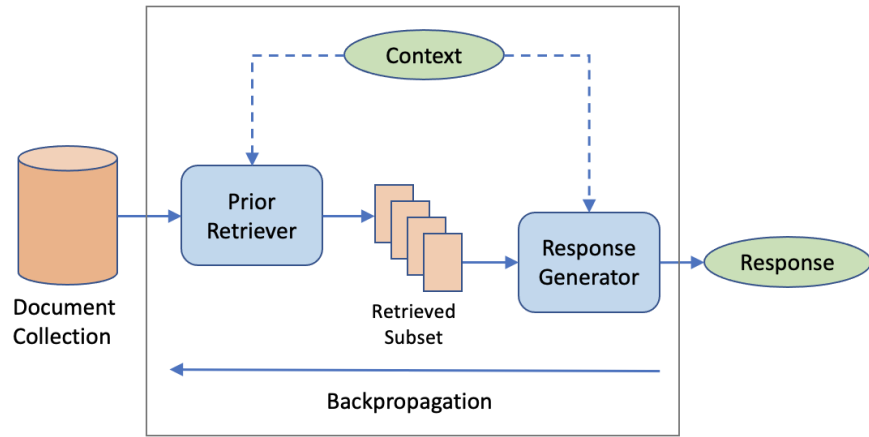 Context
Prior
Retriever
Response
Generator
Response
Document
Collection
Retrieved
Subset
Backpropagation